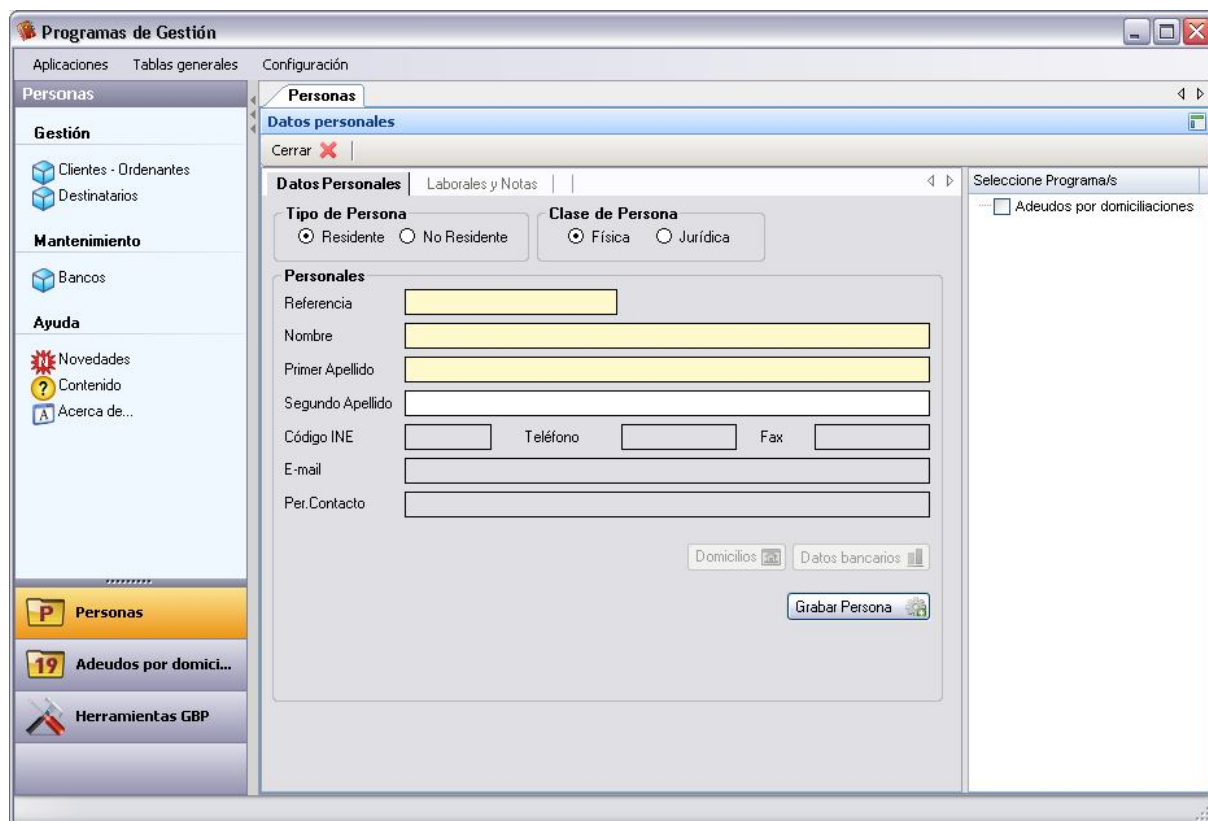 Programas de Gestión
Aplicaciones Tablas generales Configuración
Personas
Gestión
Clientes - Ordenantes
Destinatarios
Mantenimiento
Bancos
Ayuda
N Novedades
? Contenido
A Acerca de...
P Personas
19 Adeudos por domici...
Herramientas GBP
Personas
Datos personales
Cerrar
Datos Personales Laborales y Notas
Tipo de Persona Clase de Persona
Residente No Residente Física Jurídica
Personales
Referencia
Nombre
Primer Apellido
Segundo Apellido
Código INE Teléfono Fax
E-mail
Per.Contacto
Domicilios Datos bancarios
Grabar Persona
Seleccione Programa/s
Adeudos por domiciliaciones